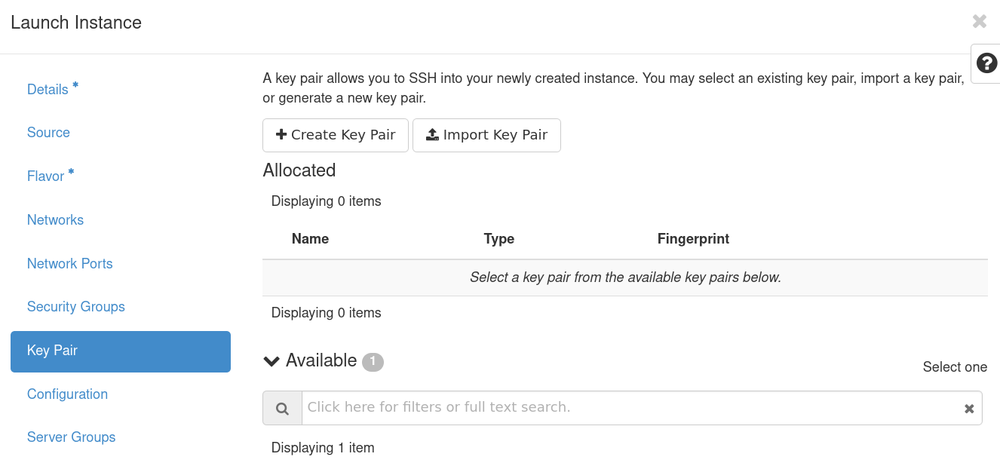 Launch Instance
Details *
Source
Flavor *
Networks
Network Ports
Security Groups
Key Pair
Configuration
Server Groups
A key pair allows you to SSH into your newly created instance. You may select an existing key pair, import a key pair,
or generate a new key pair.
Create Key Pair Import Key Pair
Allocated
Displaying 0 items
Name Type Fingerprint
Select a key pair from the available key pairs below.
Displaying 0 items
Available 1
Select one
Click here for filters or full text search.
Displaying 1 item